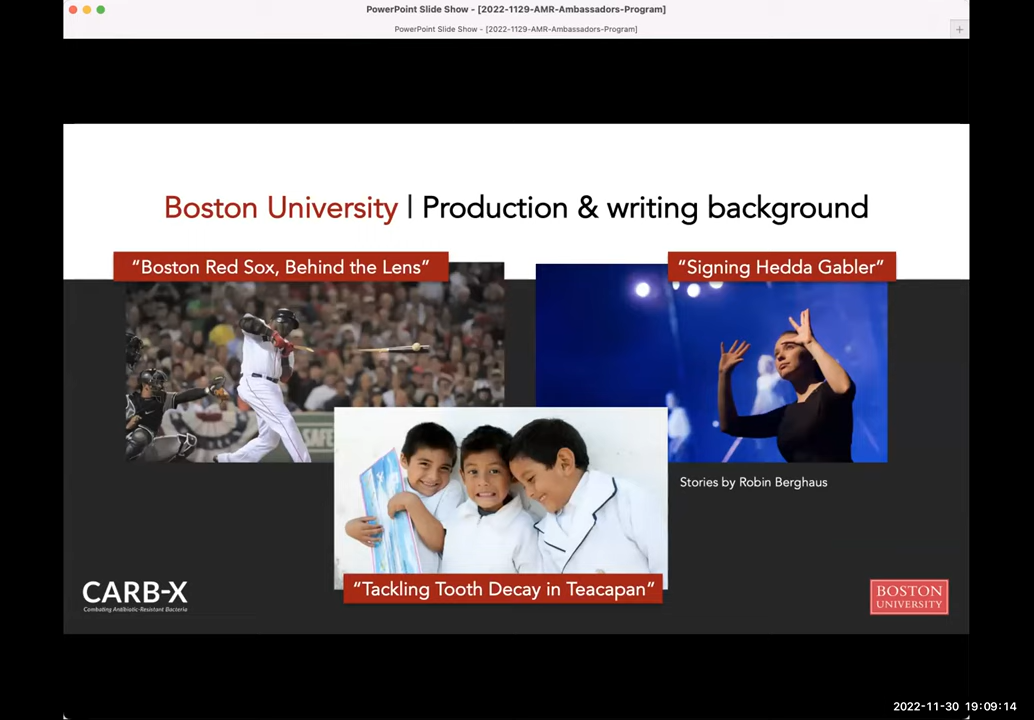 PowerPoint Slide Show - [2022-1129-AMR-Ambassadors-Program]
PowerPoint Slide Show - [2022-1129-AMR-Ambassadors-Program]
Boston University | Production & writing background
“Boston Red Sox, Behind the Lens”
“Signing Hedda Gabler”
SAFE
Stories by Robin Berghaus
“Tackling Tooth Decay in Teacapan”
CARB-X
Combating Antibiotic-Resistant Bacteria
BOSTON
UNIVERSITY
2022-11-30 19:09:14